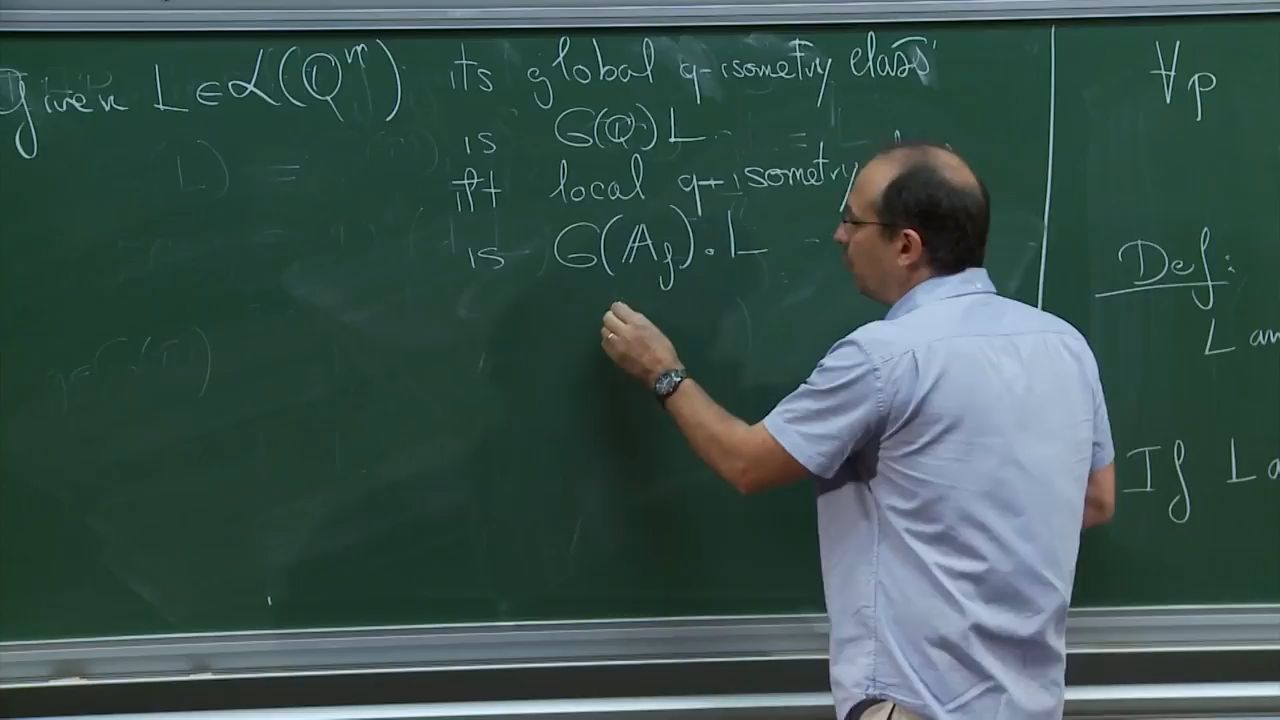 Given L ∈ 𝓛(ℚⁿ) its global q-isometry class
is G(ℚ)L
its local q-isometry
is G(𝔸_f).L
∀p
Def:
L an
If L a